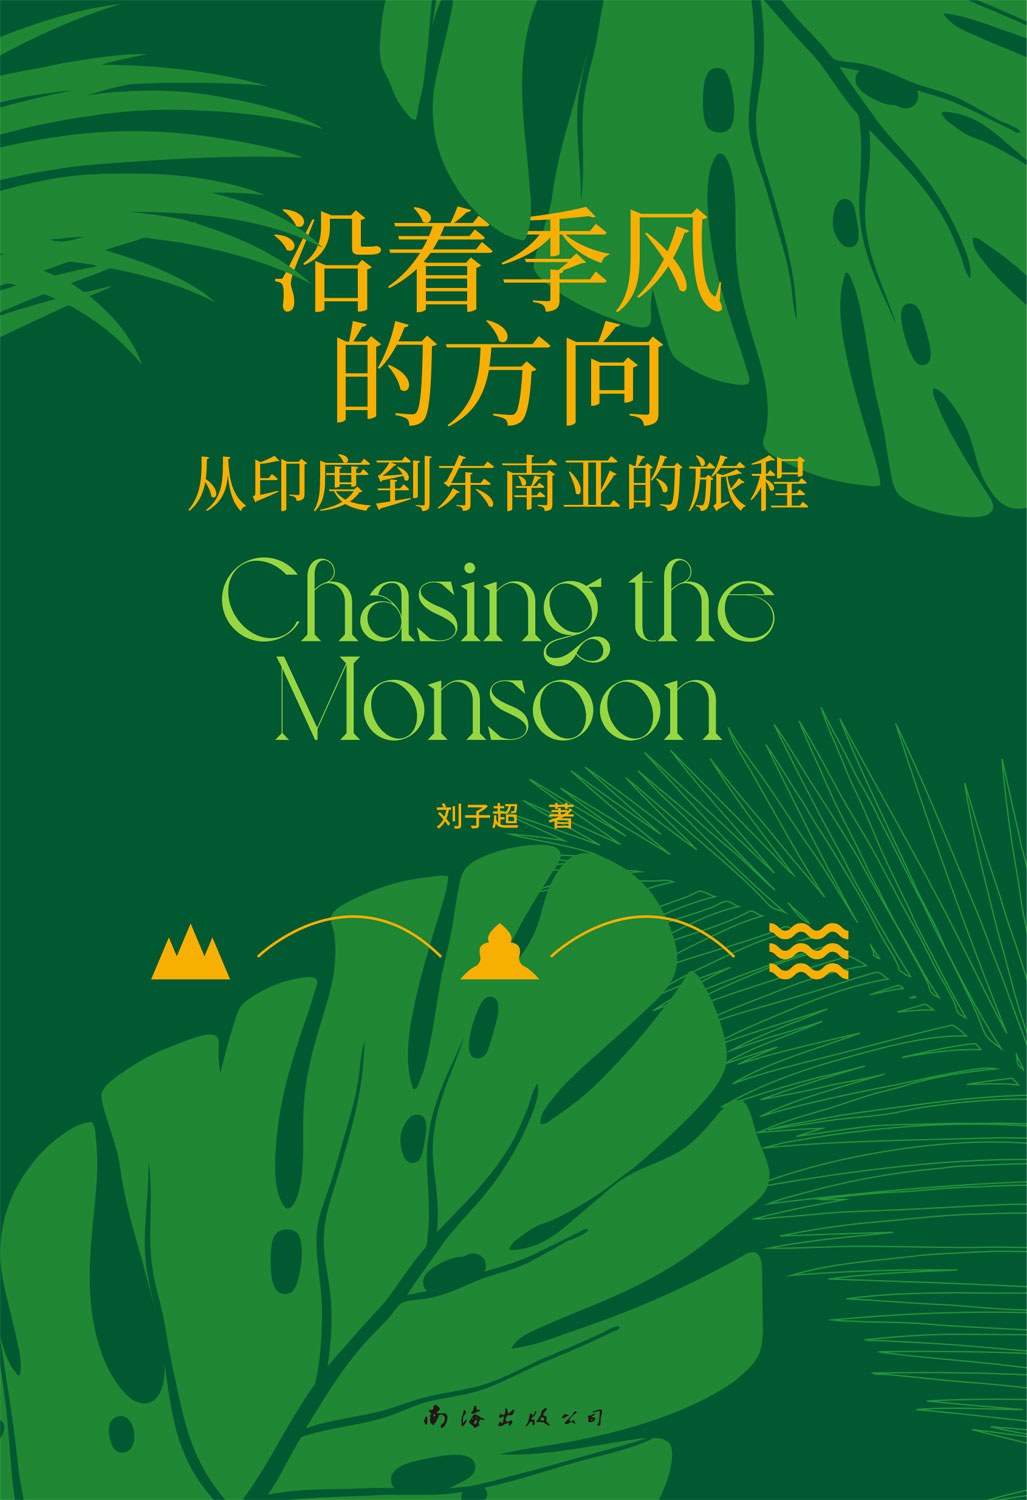 沿着季风
的方向
从印度到东南亚的旅程
Chasing the
Monsoon
刘子超 著
南海出版公司